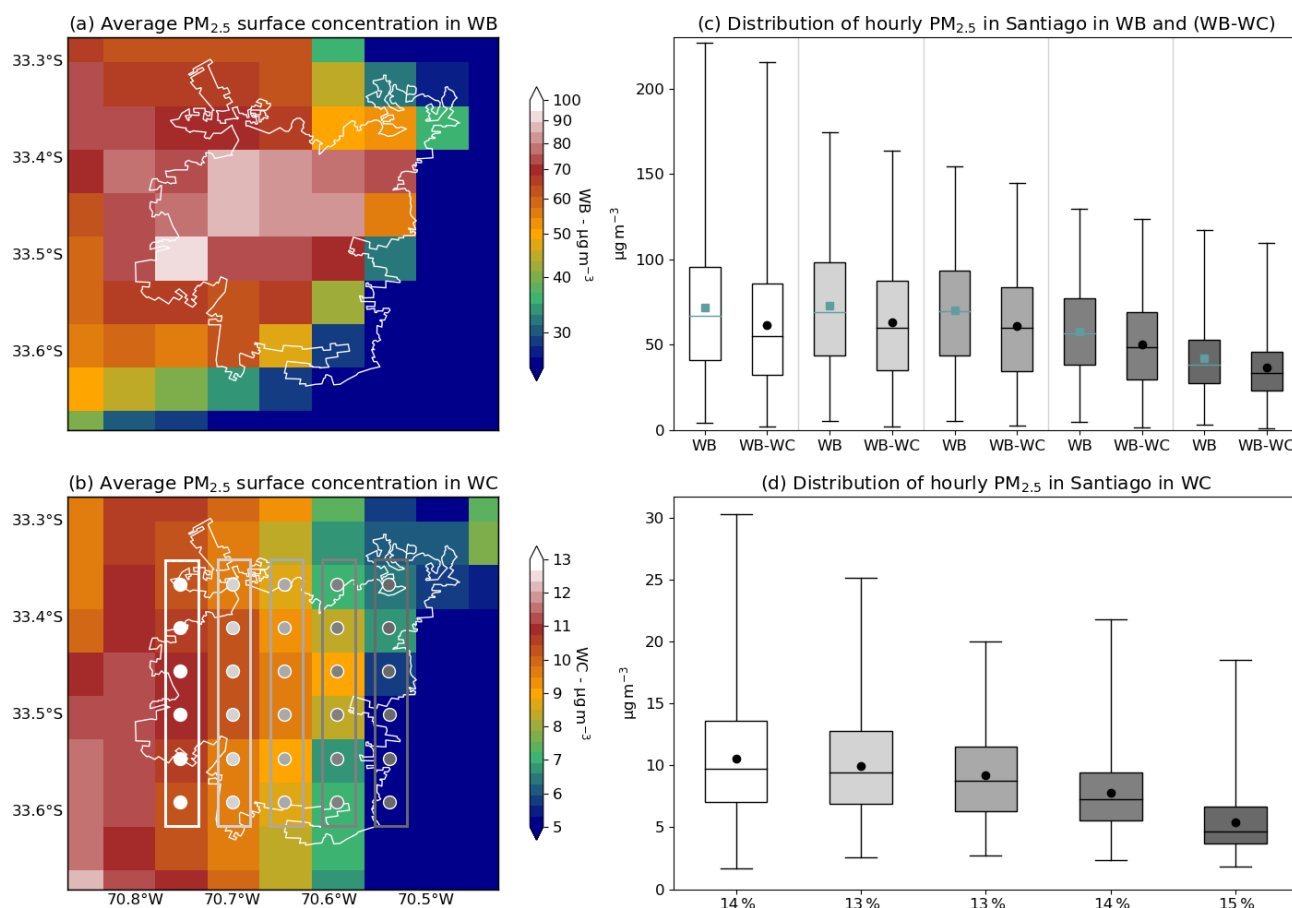 (a) Average PM2.5 surface concentration in WB
33.3°S
33.4°S
33.5°S
33.6°S
100
90
80
70
60
50
40
30
WB - µg m−3
(c) Distribution of hourly PM2.5 in Santiago in WB and (WB-WC)
µg m−3
200
150
100
50
0
WB WB-WC WB WB-WC WB WB-WC WB WB-WC WB WB-WC
(b) Average PM2.5 surface concentration in WC
33.3°S
33.4°S
33.5°S
33.6°S
70.8°W 70.7°W 70.6°W 70.5°W
13
12
11
10
9
8
7
6
5
WC - µg m−3
(d) Distribution of hourly PM2.5 in Santiago in WC
µg m−3
30
25
20
15
10
5
0
14 % 13 % 13 % 14 % 15 %